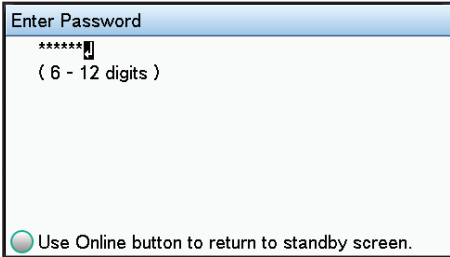 Enter Password
******↲
( 6 - 12 digits )
Use Online button to return to standby screen.